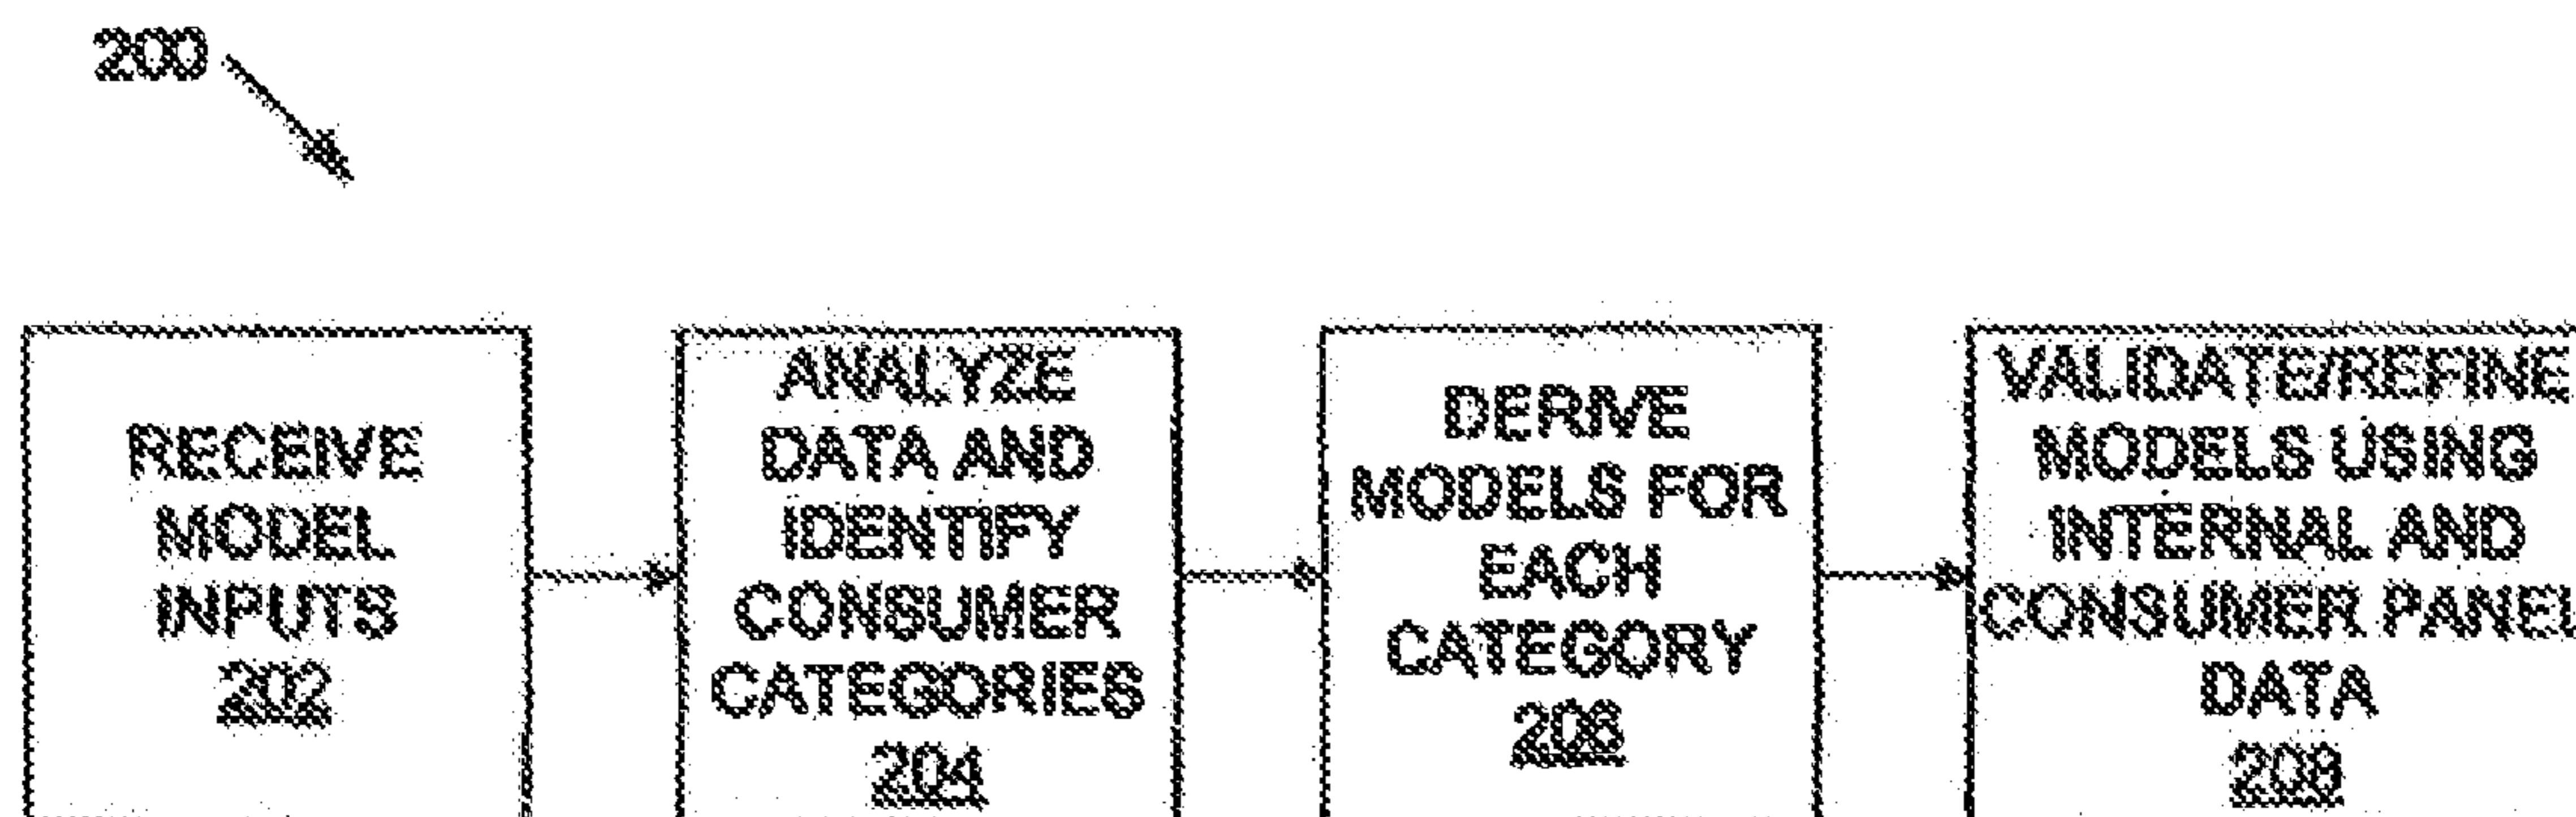 200
RECEIVE
MODEL
INPUTS
202
ANALYZE
DATA AND
IDENTIFY
CONSUMER
CATEGORIES
204
DERIVE
MODELS FOR
EACH
CATEGORY
206
VALIDATE/REFINE
MODELS USING
INTERNAL AND
CONSUMER PANEL
DATA
208